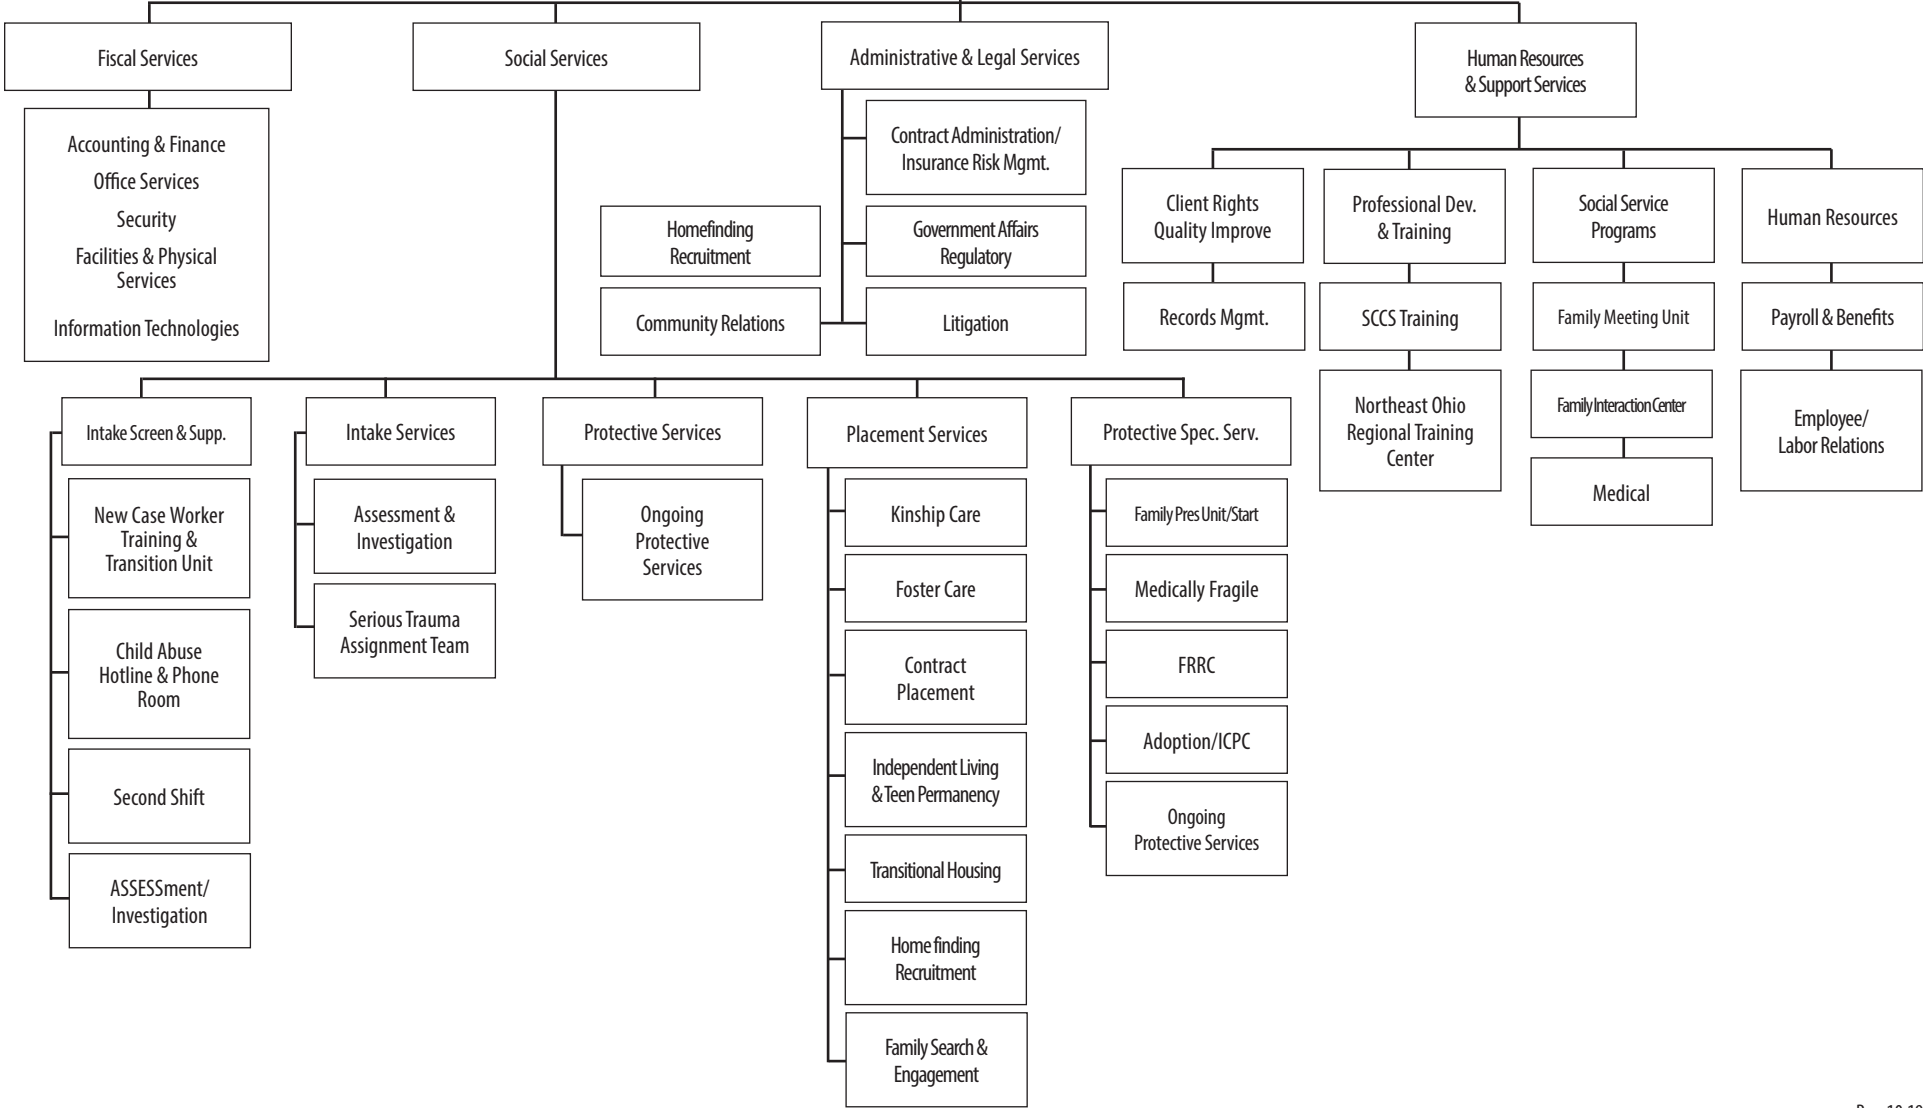 Fiscal Services
Social Services
Administrative & Legal Services
Human Resources
& Support Services
Accounting & Finance
Office Services
Security
Facilities & Physical
Services
Information Technologies
Contract Administration/
Insurance Risk Mgmt.
Homefinding
Recruitment
Government Affairs
Regulatory
Community Relations
Litigation
Client Rights
Quality Improve
Records Mgmt.
Professional Dev.
& Training
SCCS Training
Northeast Ohio
Regional Training
Center
Social Service
Programs
Family Meeting Unit
Family Interaction Center
Medical
Human Resources
Payroll & Benefits
Employee/
Labor Relations
Intake Screen & Supp.
New Case Worker
Training &
Transition Unit
Child Abuse
Hotline & Phone
Room
Second Shift
ASSESSment/
Investigation
Intake Services
Assessment &
Investigation
Serious Trauma
Assignment Team
Protective Services
Ongoing
Protective
Services
Placement Services
Kinship Care
Foster Care
Contract
Placement
Independent Living
& Teen Permanency
Transitional Housing
Home finding
Recruitment
Family Search &
Engagement
Protective Spec. Serv.
Family Pres Unit/Start
Medically Fragile
FRRC
Adoption/ICPC
Ongoing
Protective Services